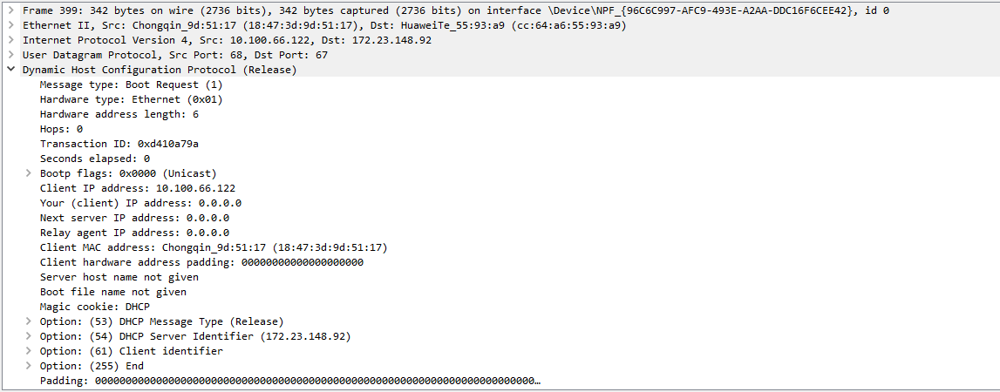 Frame 399: 342 bytes on wire (2736 bits), 342 bytes captured (2736 bits) on interface \Device\NPF_{96C6C997-AFC9-493E-A2AA-DDC16F6CEE42}, id 0
Ethernet II, Src: Chongqin_9d:51:17 (18:47:3d:9d:51:17), Dst: HuaweiTe_55:93:a9 (cc:64:a6:55:93:a9)
Internet Protocol Version 4, Src: 10.100.66.122, Dst: 172.23.148.92
User Datagram Protocol, Src Port: 68, Dst Port: 67
Dynamic Host Configuration Protocol (Release)
Message type: Boot Request (1)
Hardware type: Ethernet (0x01)
Hardware address length: 6
Hops: 0
Transaction ID: 0xd410a79a
Seconds elapsed: 0
Bootp flags: 0x0000 (Unicast)
Client IP address: 10.100.66.122
Your (client) IP address: 0.0.0.0
Next server IP address: 0.0.0.0
Relay agent IP address: 0.0.0.0
Client MAC address: Chongqin_9d:51:17 (18:47:3d:9d:51:17)
Client hardware address padding: 00000000000000000000
Server host name not given
Boot file name not given
Magic cookie: DHCP
Option: (53) DHCP Message Type (Release)
Option: (54) DHCP Server Identifier (172.23.148.92)
Option: (61) Client identifier
Option: (255) End
Padding: 000000000000000000000000000000000000000000000000000000000000000000000000…